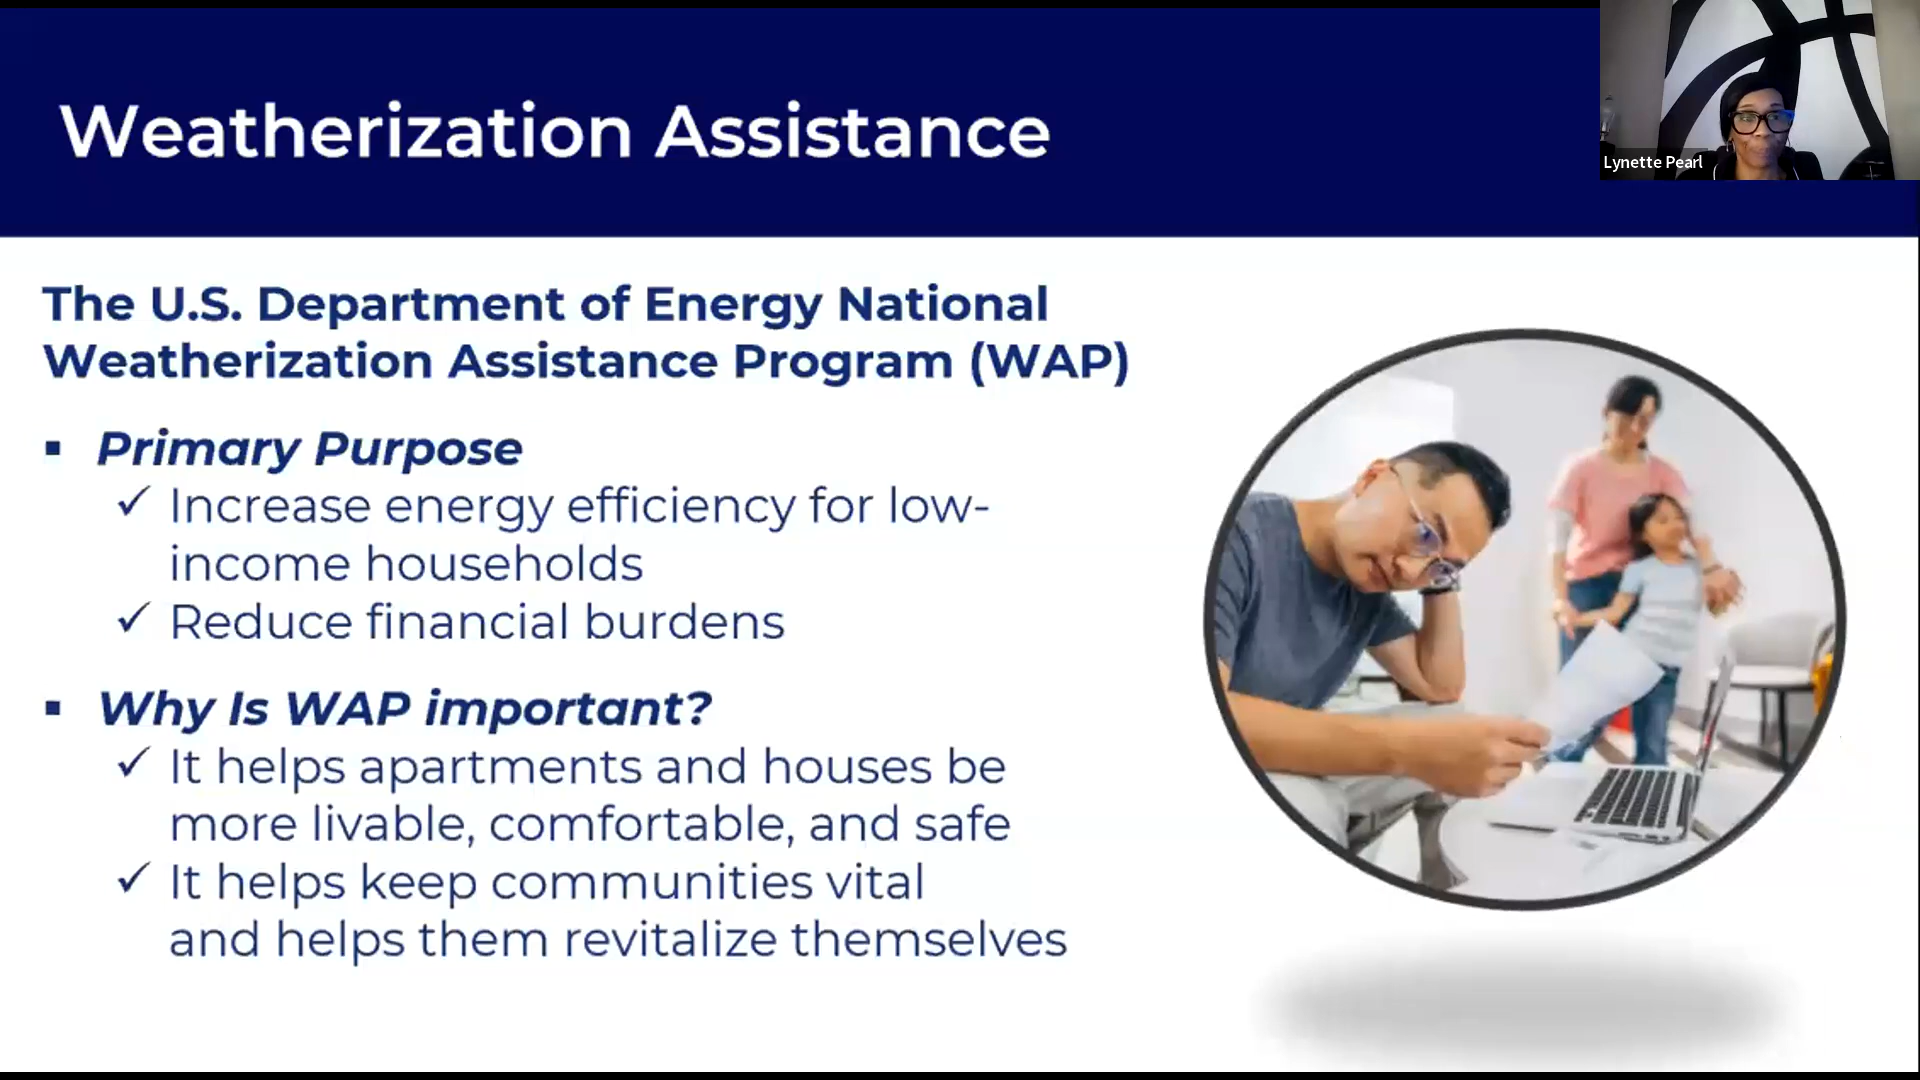 Weatherization Assistance
Lynette Pearl
The U.S. Department of Energy National
Weatherization Assistance Program (WAP)
▪ Primary Purpose
✓ Increase energy efficiency for low-
income households
✓ Reduce financial burdens
▪ Why Is WAP important?
✓ It helps apartments and houses be
more livable, comfortable, and safe
✓ It helps keep communities vital
and helps them revitalize themselves